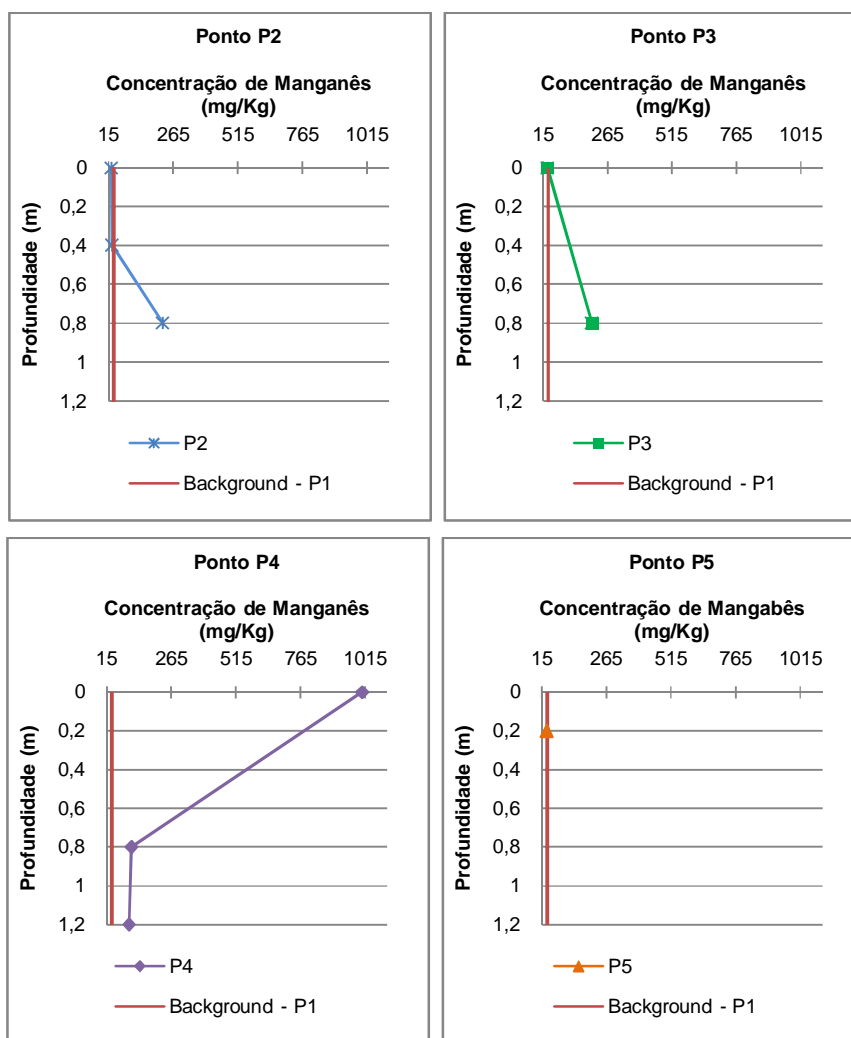 Ponto P2
Concentração de Manganês
(mg/Kg)
15 265 515 765 1015
0
0,2
0,4
0,6
0,8
1
1,2
Profundidade (m)
P2
Background - P1
Ponto P3
Concentração de Manganês
(mg/Kg)
15 265 515 765 1015
0
0,2
0,4
0,6
0,8
1
1,2
Profundidade (m)
P3
Background - P1
Ponto P4
Concentração de Manganês
(mg/Kg)
15 265 515 765 1015
0
0,2
0,4
0,6
0,8
1
1,2
Profundidade (m)
P4
Background - P1
Ponto P5
Concentração de Mangabês
(mg/Kg)
15 265 515 765 1015
0
0,2
0,4
0,6
0,8
1
1,2
Profundidade (m)
P5
Background - P1